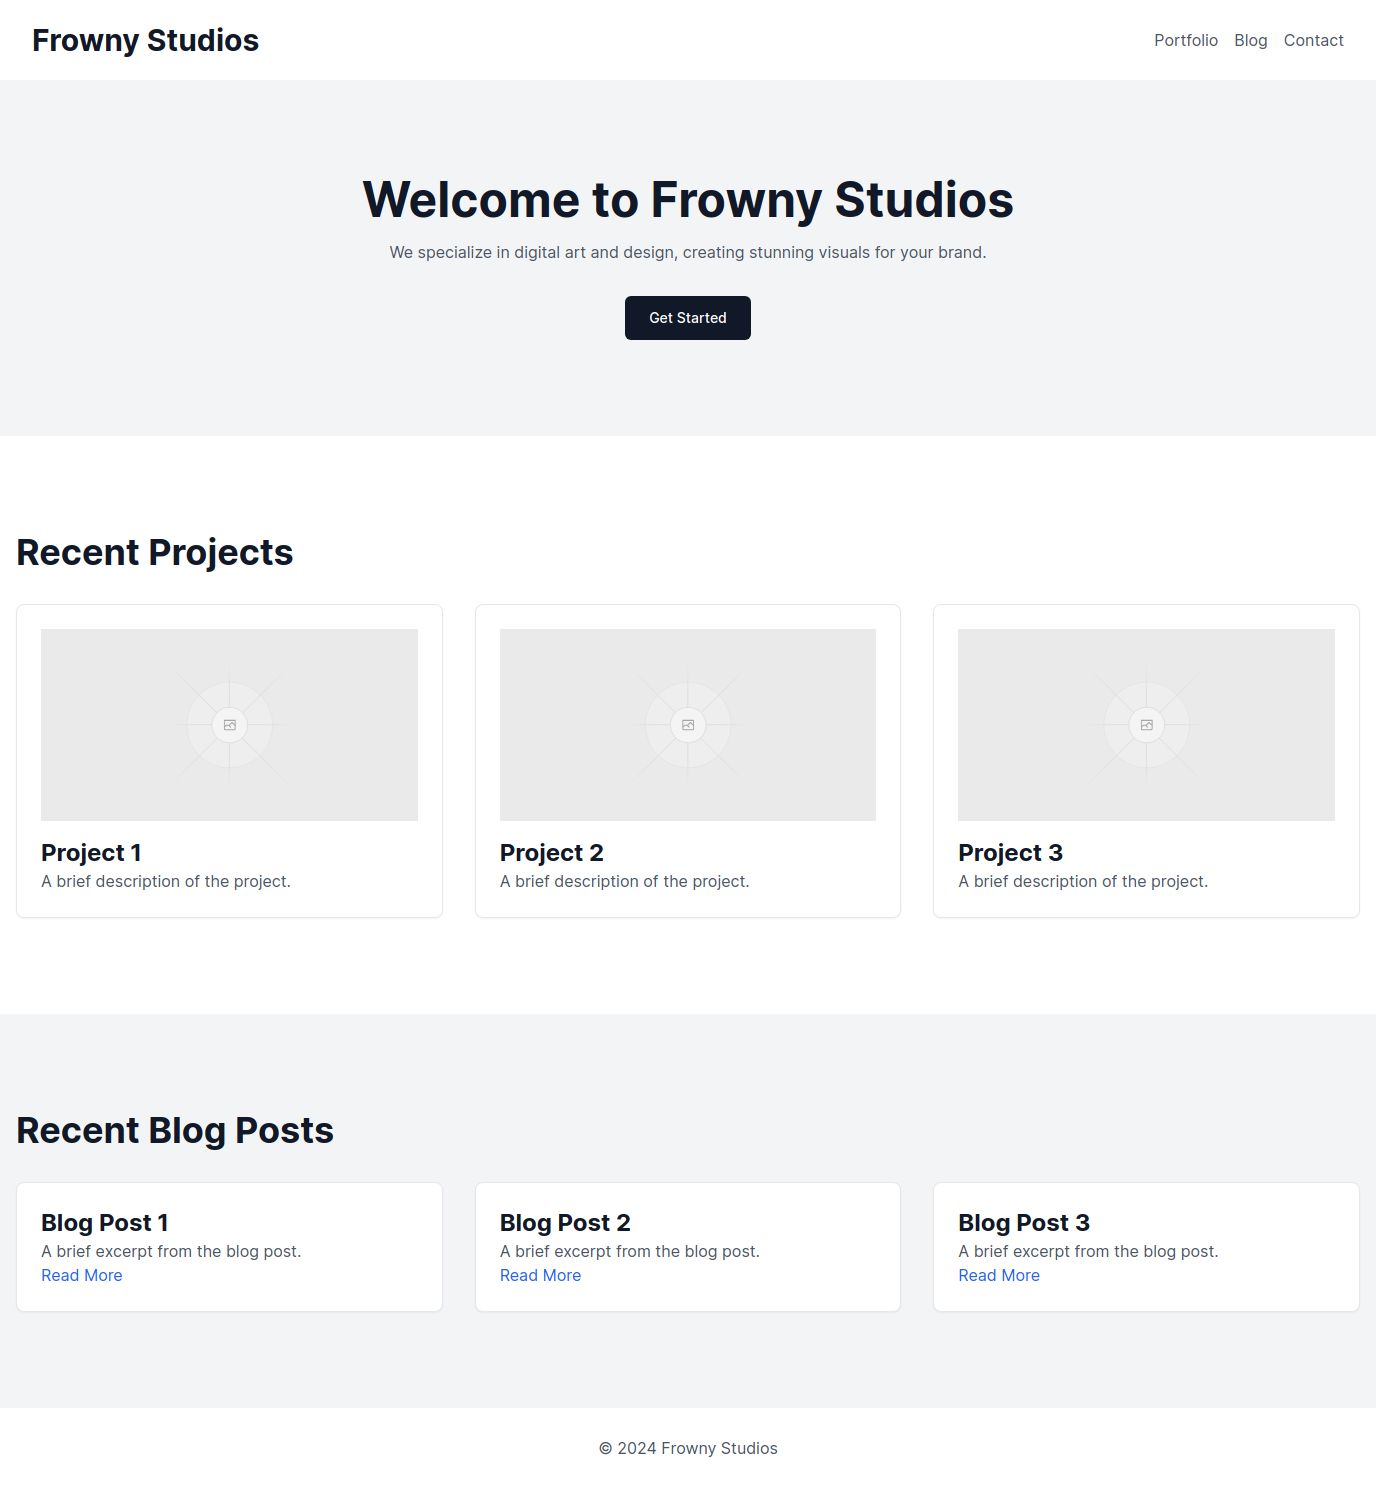 Frowny Studios
Portfolio Blog Contact
Welcome to Frowny Studios
We specialize in digital art and design, creating stunning visuals for your brand.
Get Started
Recent Projects
Project 1
A brief description of the project.
Project 2
A brief description of the project.
Project 3
A brief description of the project.
Recent Blog Posts
Blog Post 1
A brief excerpt from the blog post.
Read More
Blog Post 2
A brief excerpt from the blog post.
Read More
Blog Post 3
A brief excerpt from the blog post.
Read More
© 2024 Frowny Studios